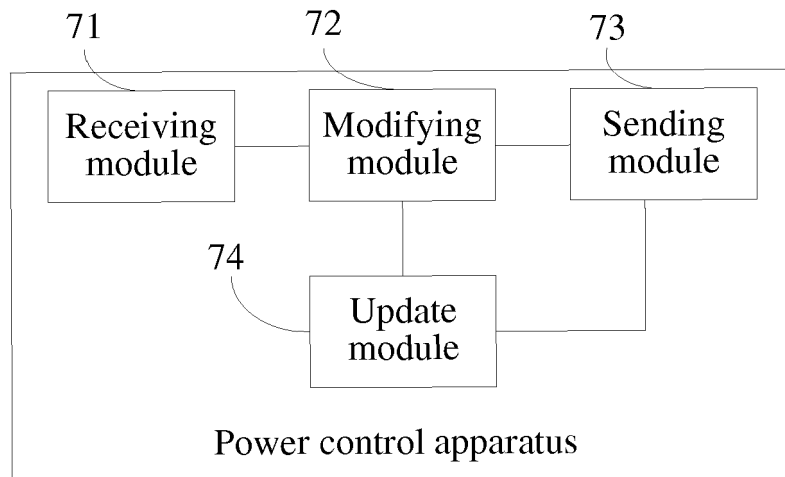 71
72
73
Receiving
module
Modifying
module
Sending
module
74
Update
module
Power control apparatus